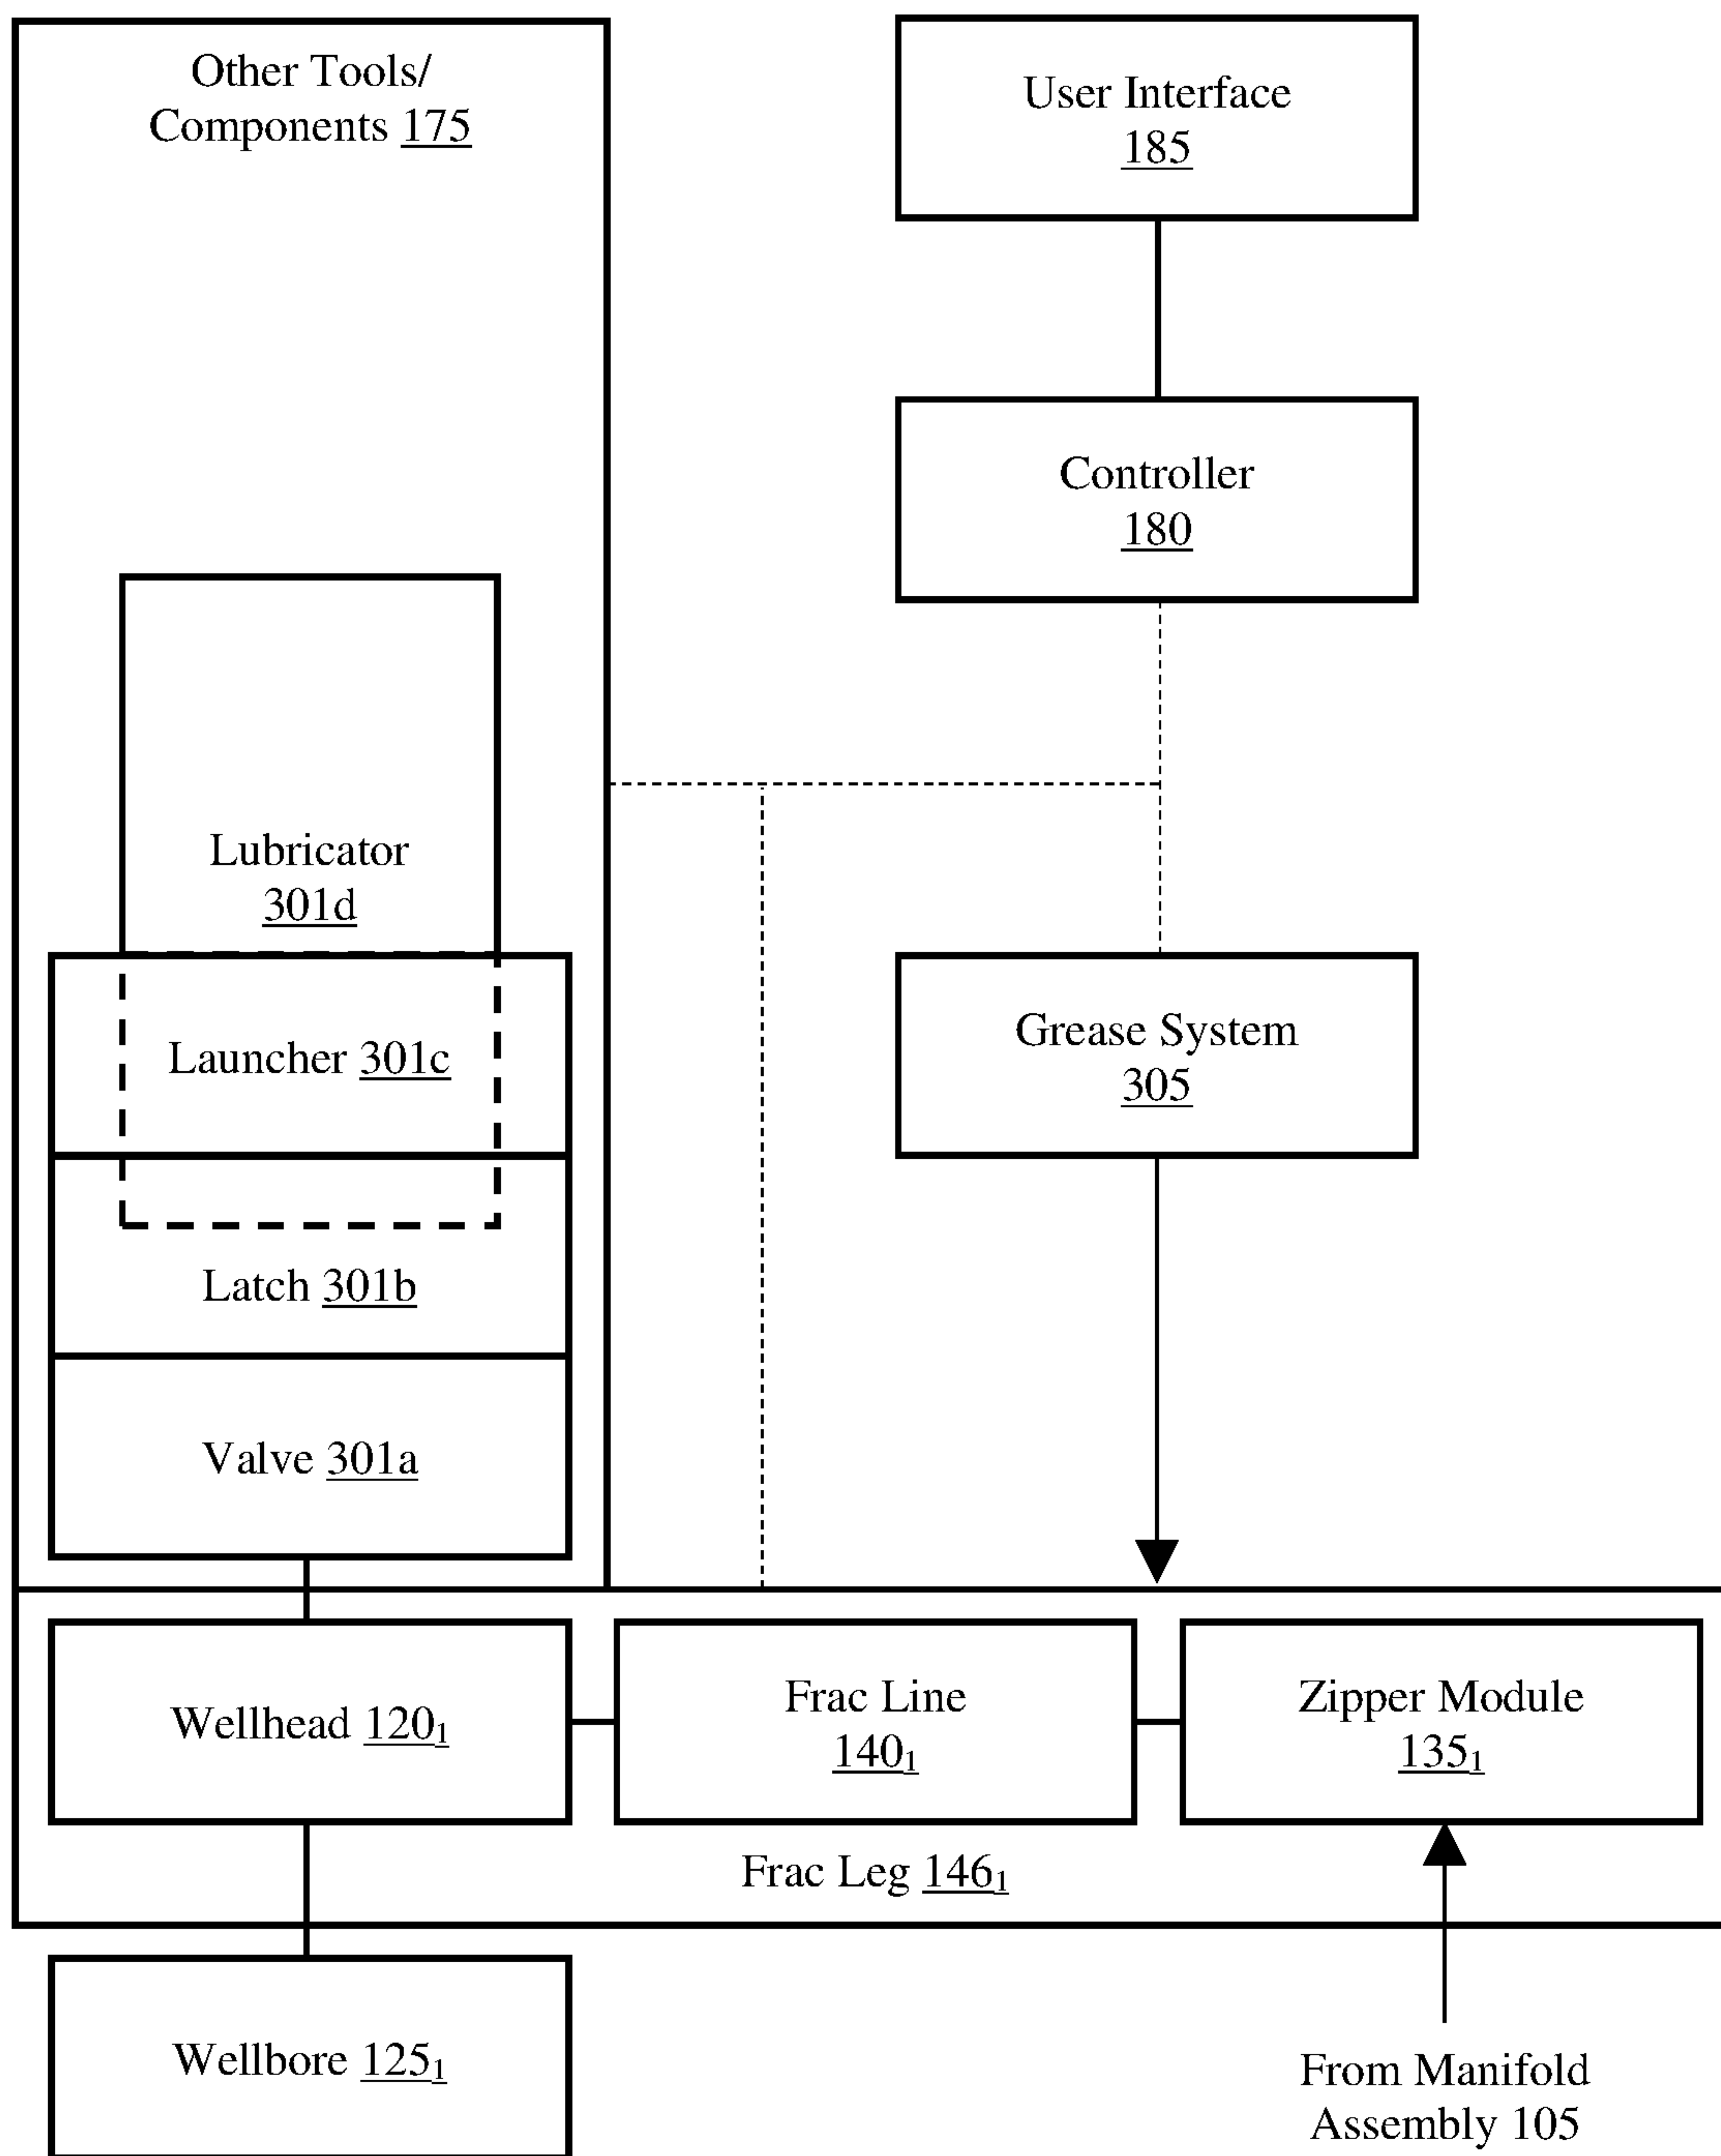 Other Tools/
Components 175
User Interface
185
Controller
180
Lubricator
301d
Launcher 301c
Grease System
305
Latch 301b
Valve 301a
Wellhead 120₁
Frac Line
140₁
Zipper Module
135₁
Frac Leg 146₁
Wellbore 125₁
From Manifold
Assembly 105